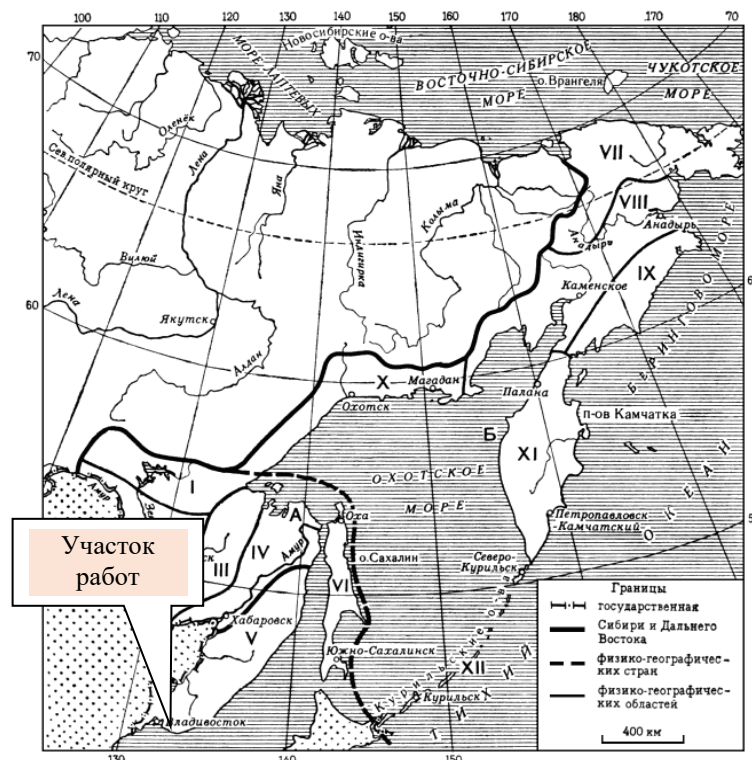 100
110
120
130
140
150
160
170
180
170
70
70
Новосибирские о-ва
МОРЕ ЛАПТЕВЫХ
ВОСТОЧНО-СИБИРСКОЕ
МОРЕ
о. Врангеля
ЧУКОТСКОЕ
МОРЕ
Оленёк
Сев. полярный круг
Лена
Яна
Индигирка
Колыма
VII
VIII
Анадырь
Анадырь
IX
Вилюй
Каменское
60
Лена
Якутск
Алдан
БЕРИНГОВО МОРЕ
X
Магадан
Охотск
Палана
п-ов Камчатка
Б
XI
I
Амур
ОХОТСКОЕ
МОРЕ
Петропавловск
-Камчатский
А
Оха
Участок
работ
III
IV
Амур
о. Сахалин
VI
Северо-
Курильск
Хабаровск
V
Южно-Сахалинск
Курильские о-ва
XII
Курильск
ТИХИЙ
ОКЕАН
Владивосток
130
140
150
Границы
государственная
Сибири и Дальнего
Востока
физико-географичес-
ких стран
физико-географичес-
ких областей
400 км